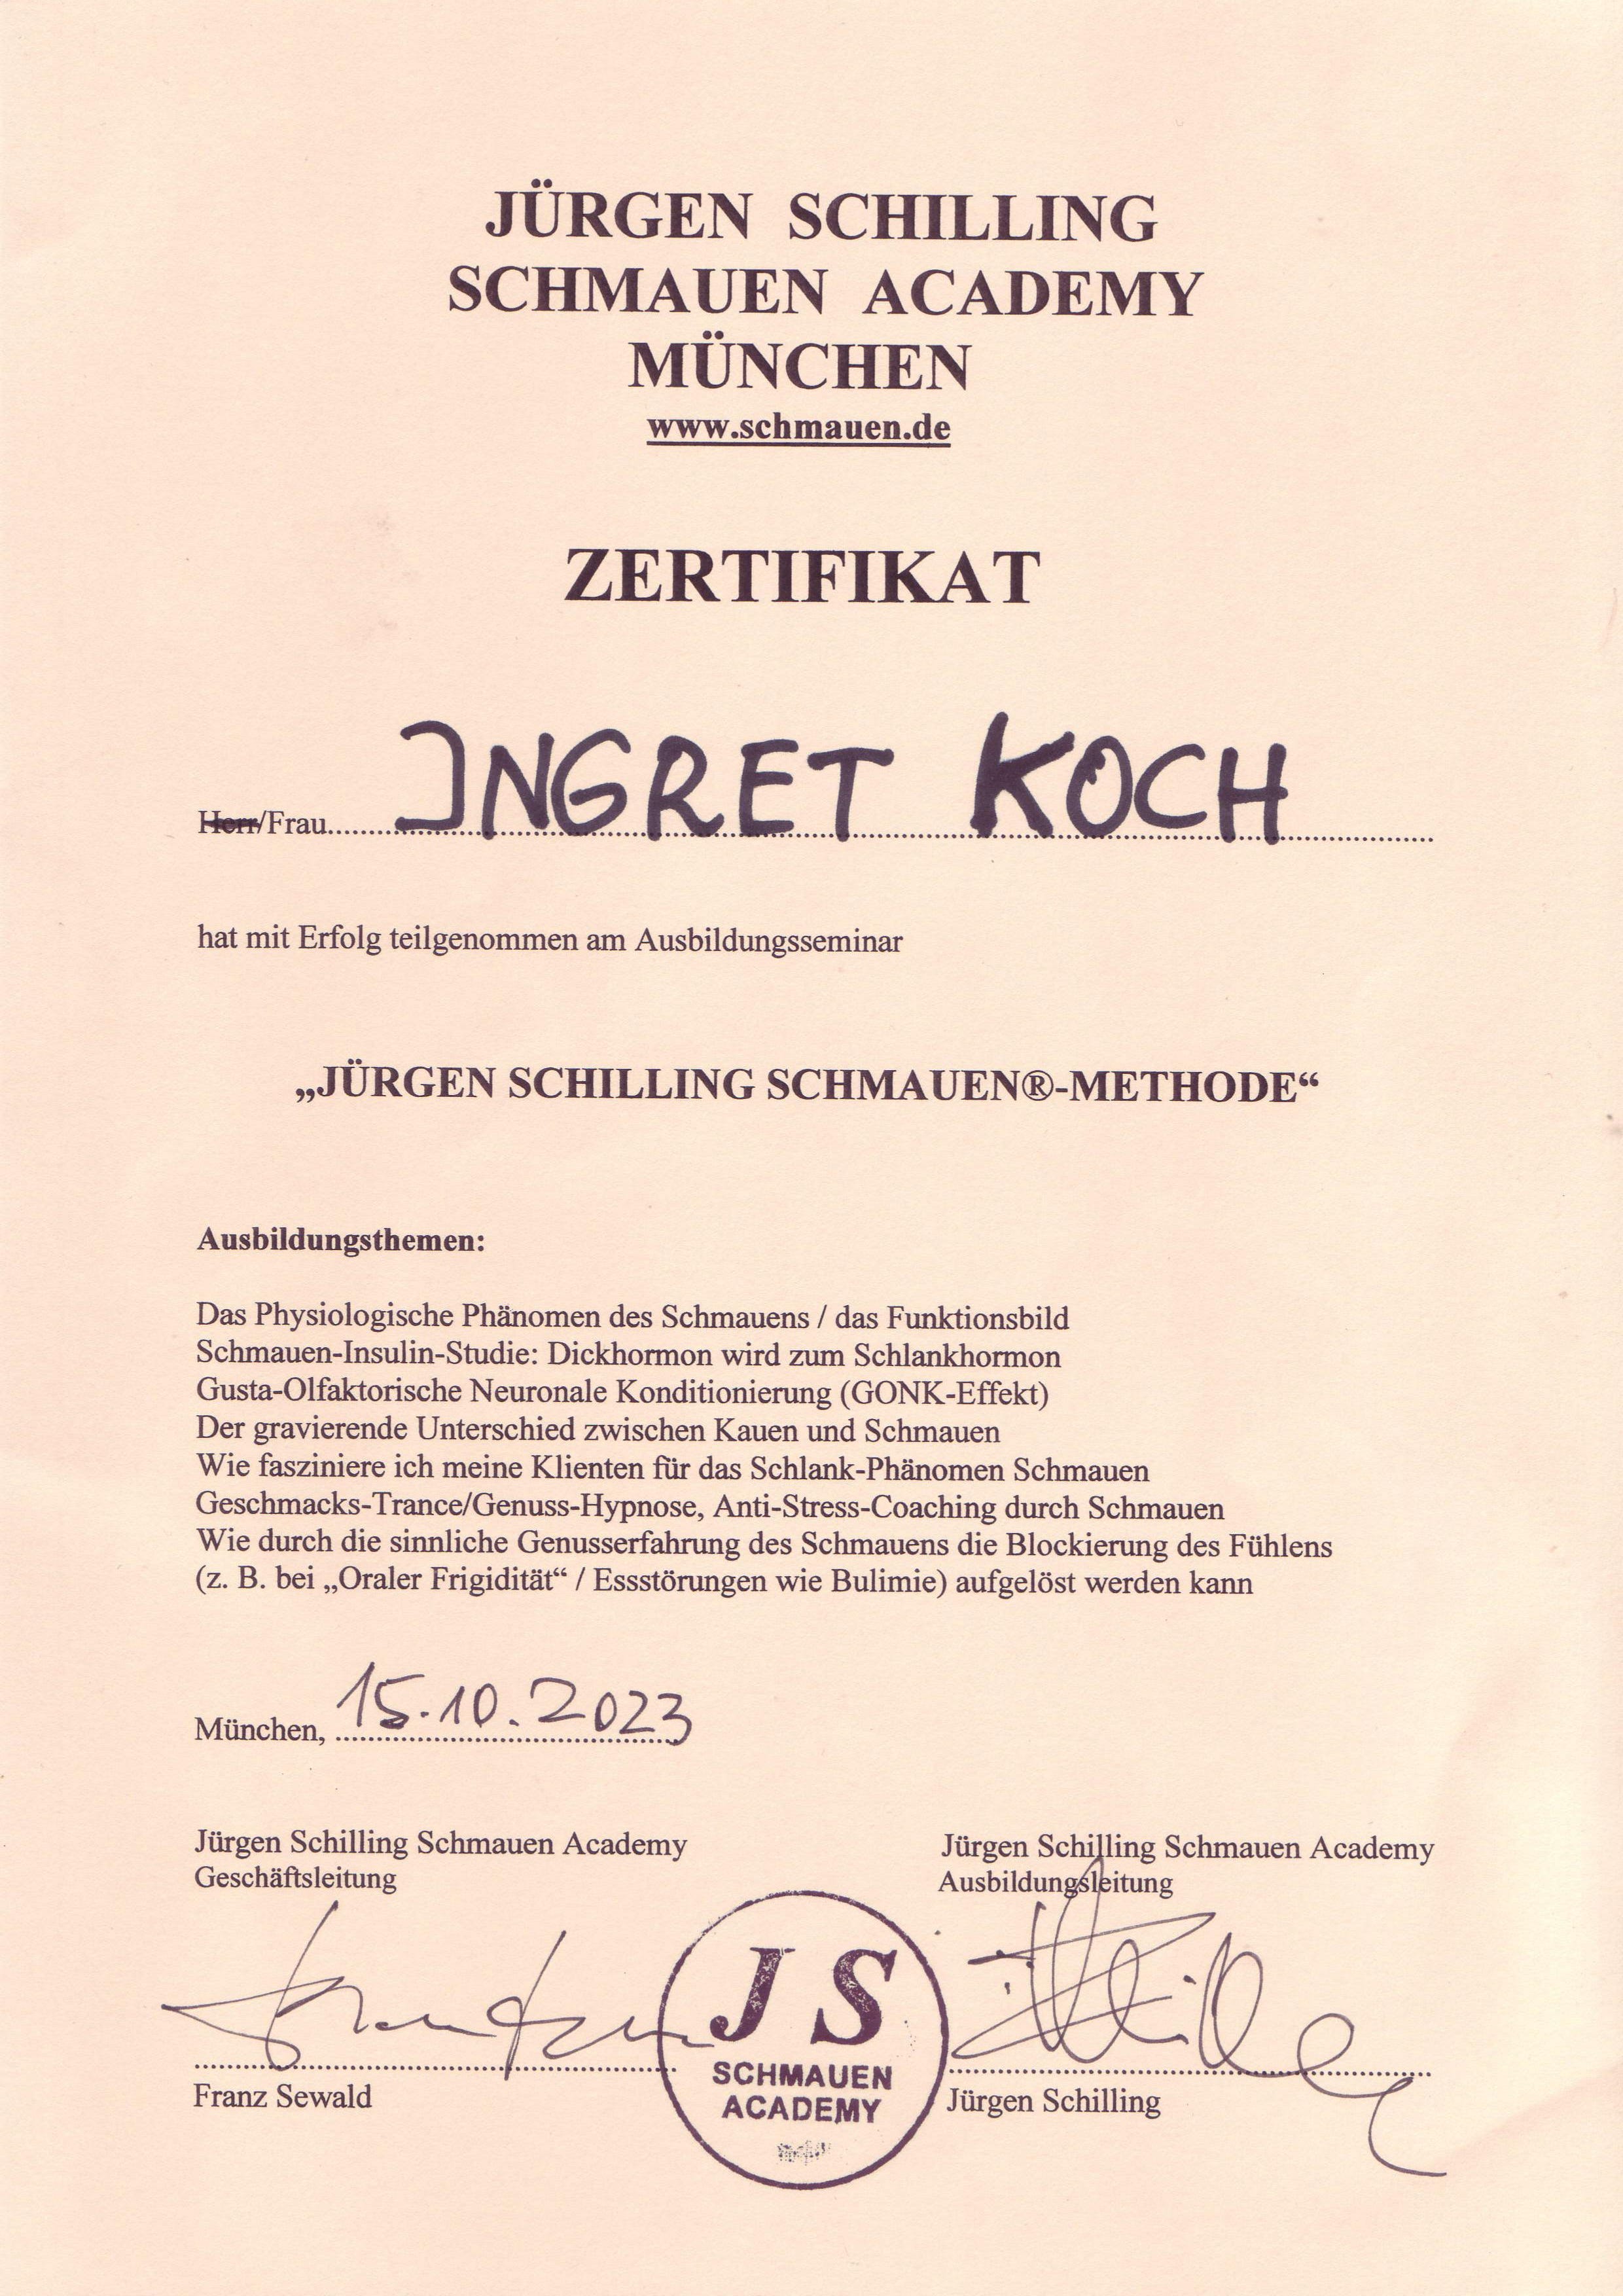 JÜRGEN SCHILLING
SCHMAUEN ACADEMY
MÜNCHEN
www.schmauen.de
ZERTIFIKAT
Herr/Frau INGRET KOCH
hat mit Erfolg teilgenommen am Ausbildungsseminar
„JÜRGEN SCHILLING SCHMAUEN®-METHODE“
Ausbildungsthemen:
Das Physiologische Phänomen des Schmauens / das Funktionsbild
Schmauen-Insulin-Studie: Dickhormon wird zum Schlankhormon
Gusta-Olfaktorische Neuronale Konditionierung (GONK-Effekt)
Der gravierende Unterschied zwischen Kauen und Schmauen
Wie fasziniere ich meine Klienten für das Schlank-Phänomen Schmauen
Geschmacks-Trance/Genuss-Hypnose, Anti-Stress-Coaching durch Schmauen
Wie durch die sinnliche Genusserfahrung des Schmauens die Blockierung des Fühlens
(z. B. bei „Oraler Frigidität“ / Essstörungen wie Bulimie) aufgelöst werden kann
München, 15.10.2023
Jürgen Schilling Schmauen Academy
Geschäftsleitung
Franz Sewald
Jürgen Schilling Schmauen Academy
Ausbildungsleitung
Jürgen Schilling
J S
SCHMAUEN
ACADEMY